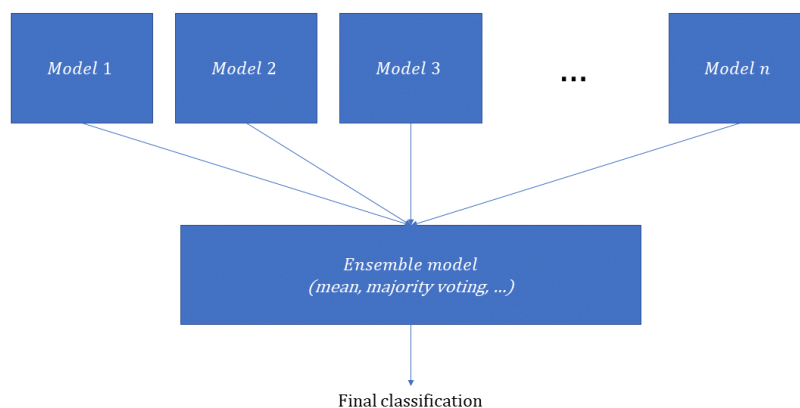 Model 1
Model 2
Model 3
...
Model n
Ensemble model
(mean, majority voting, ...)
Final classification